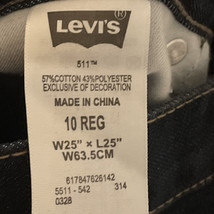 LEVI'S®
511™
57%COTTON 43%POLYESTER
EXCLUSIVE OF DECORATION
MADE IN CHINA
10 REG
W25" × L25"
W63.5CM
617847626142
5511-542 314
0328